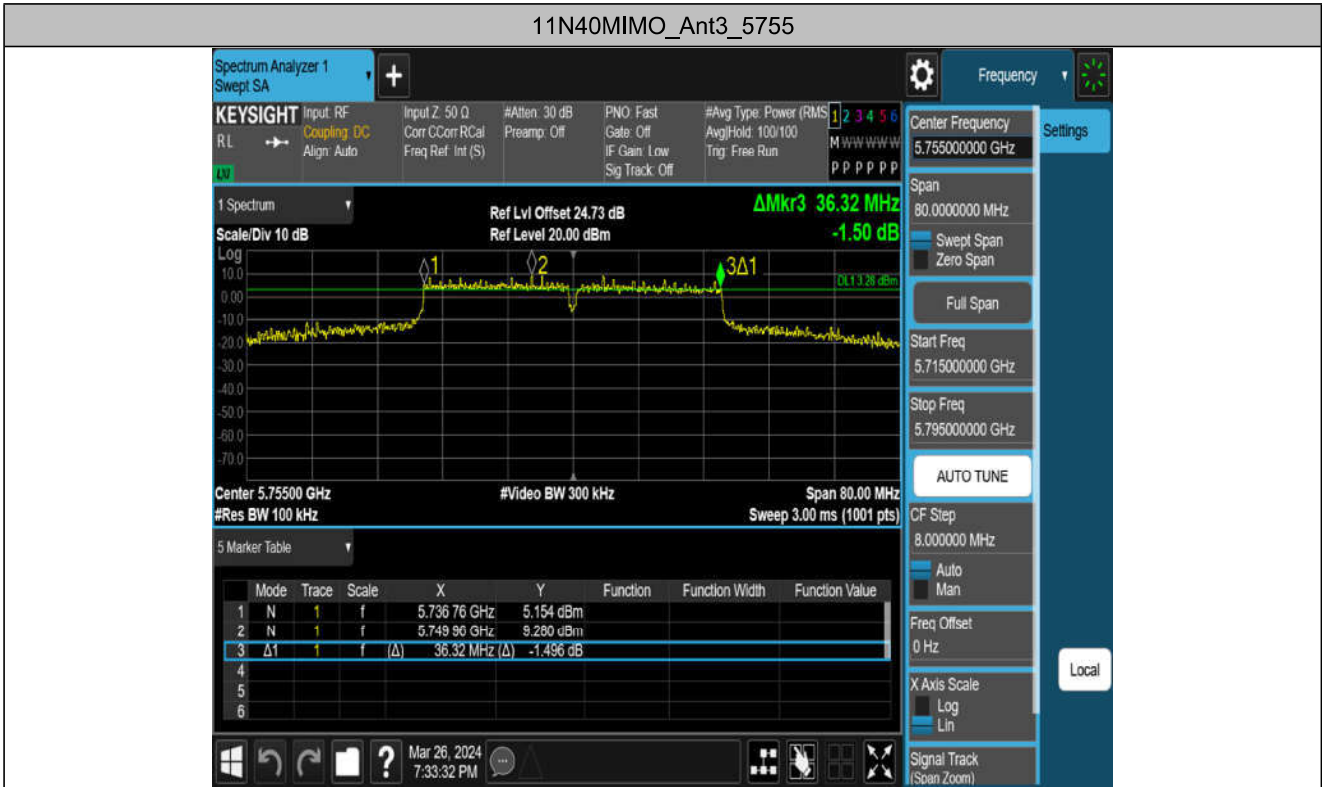 11N40MIMO_Ant3_5755
Spectrum Analyzer 1
Swept SA
+
Frequency
KEYSIGHT
RL
LXI
Input: RF
Coupling: DC
Align: Auto
Input Z: 50 Ω
Corr CCorr RCal
Freq Ref: Int (S)
#Atten: 30 dB
Preamp: Off
PNO: Fast
Gate: Off
IF Gain: Low
Sig Track: Off
#Avg Type: Power (RMS
Avg|Hold: 100/100
Trig: Free Run
1 2 3 4 5 6
M W W W W W
P P P P P P
1 Spectrum
Scale/Div 10 dB
Ref Lvl Offset 24.73 dB
Ref Level 20.00 dBm
ΔMkr3 36.32 MHz
-1.50 dB
Log
10.0
0.00
-10.0
-20.0
-30.0
-40.0
-50.0
-60.0
-70.0
1
2
3Δ1
DL1 3.28 dBm
Center 5.75500 GHz
#Res BW 100 kHz
#Video BW 300 kHz
Span 80.00 MHz
Sweep 3.00 ms (1001 pts)
5 Marker Table
Mode Trace Scale X Y Function Function Width Function Value
1 N 1 f 5.736 76 GHz 5.154 dBm
2 N 1 f 5.749 96 GHz 9.280 dBm
3 Δ1 1 f (Δ) 36.32 MHz (Δ) -1.496 dB
4
5
6
Center Frequency
5.755000000 GHz
Settings
Span
80.0000000 MHz
Swept Span
Zero Span
Full Span
Start Freq
5.715000000 GHz
Stop Freq
5.795000000 GHz
AUTO TUNE
CF Step
8.000000 MHz
Auto
Man
Freq Offset
0 Hz
Local
X Axis Scale
Log
Lin
Signal Track
(Span Zoom)
?
Mar 26, 2024
7:33:32 PM